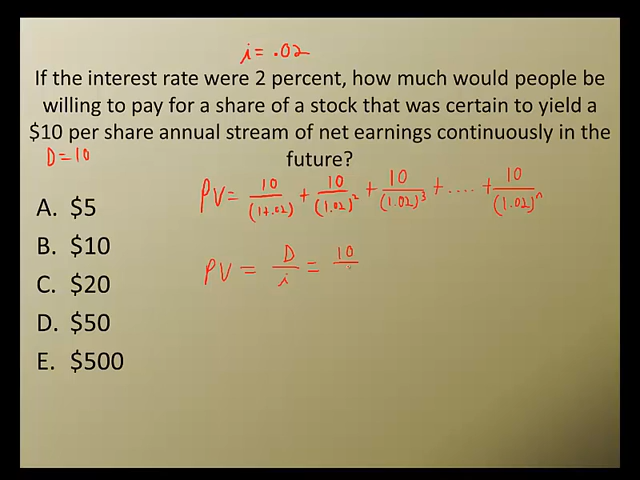 i = .02
If the interest rate were 2 percent, how much would people be
willing to pay for a share of a stock that was certain to yield a
$10 per share annual stream of net earnings continuously in the
future?
D = 10
PV = 10/(1+.02) + 10/(1.02)^2 + 10/(1.02)^3 + .... + 10/(1.02)^n
A. $5
B. $10
PV = D/i = 10/
C. $20
D. $50
E. $500